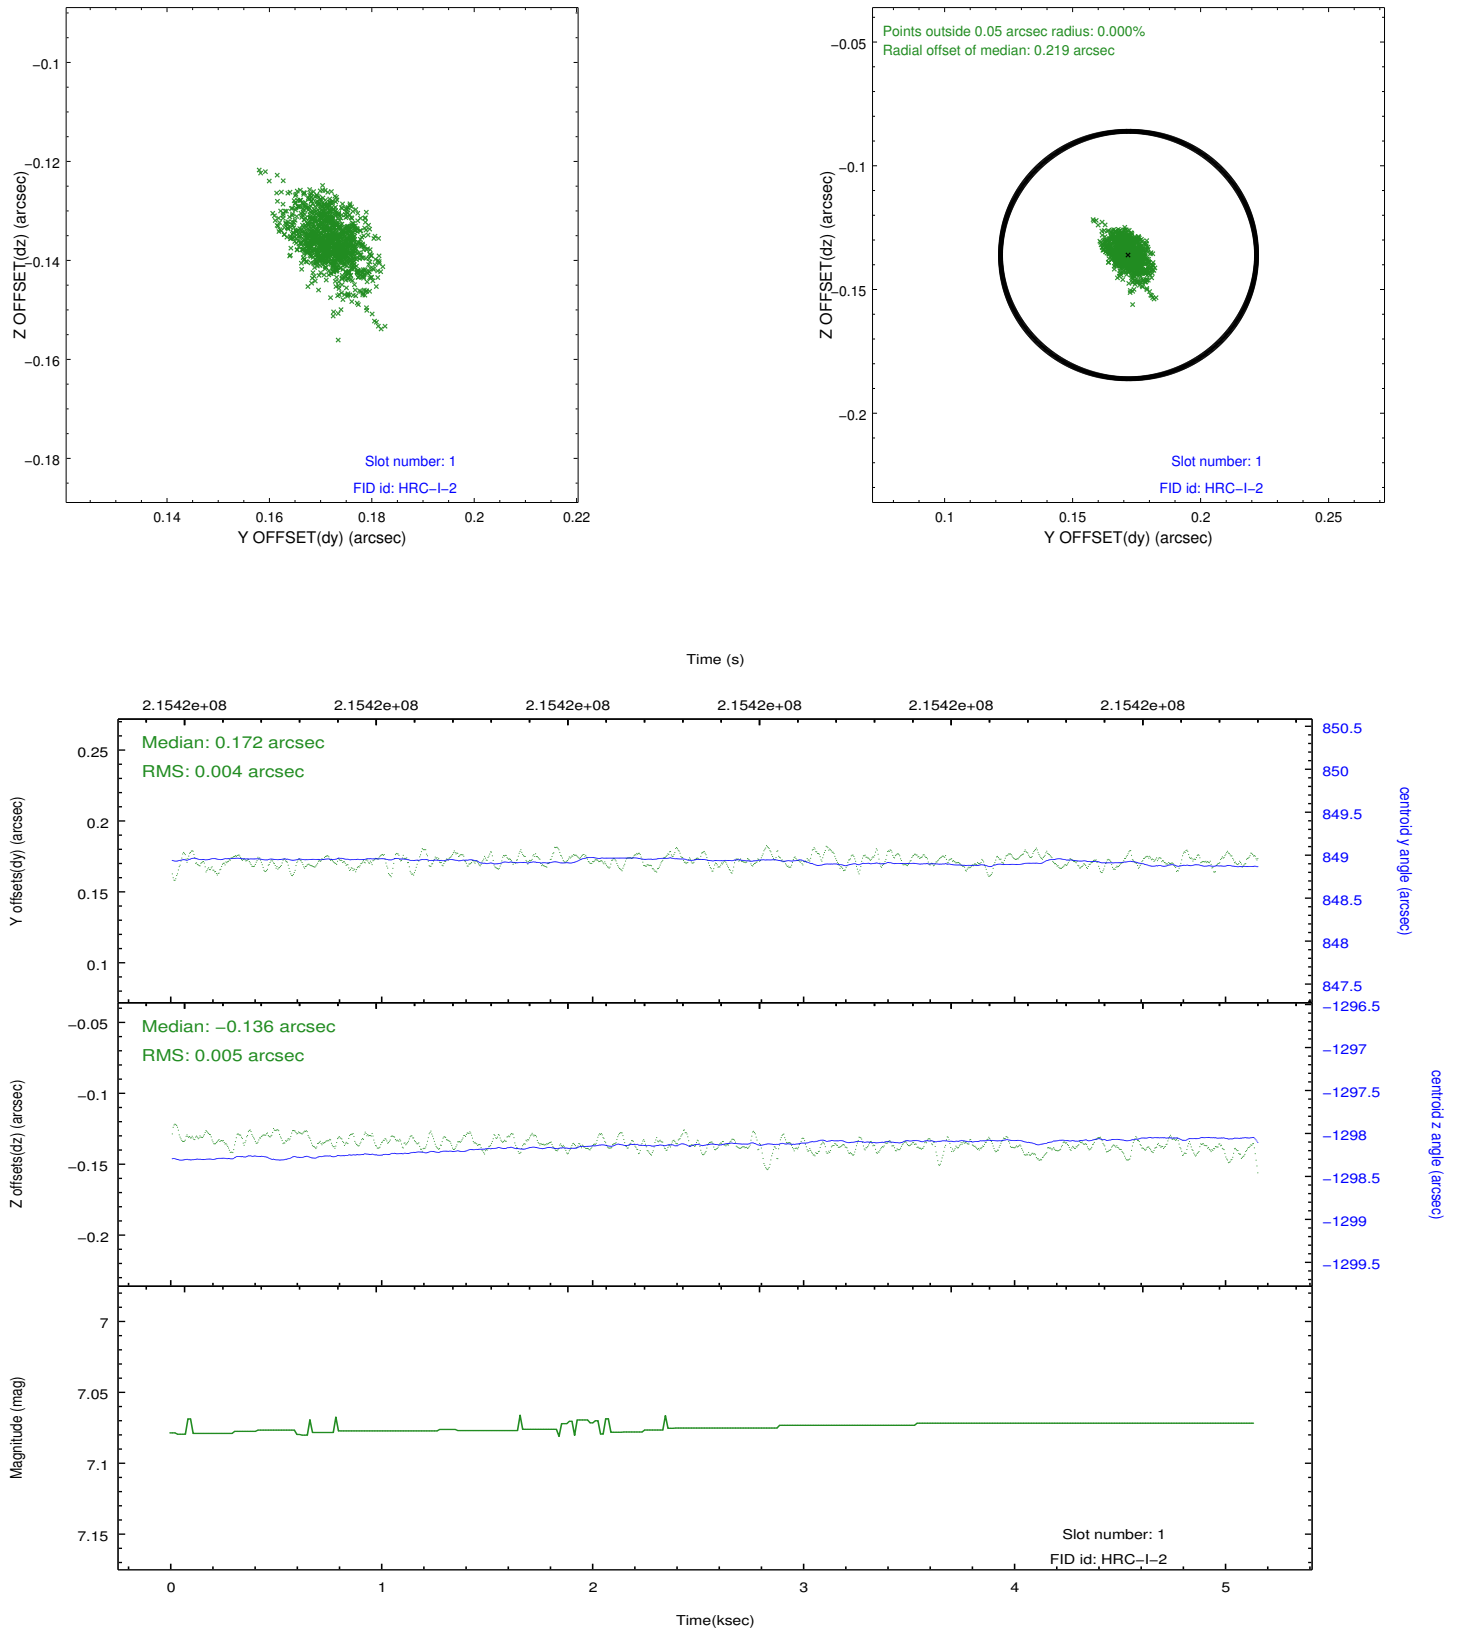 −0.1
−0.12
−0.14
−0.16
−0.18
Z OFFSET(dz) (arcsec)
Slot number: 1
FID id: HRC−I−2
0.14
0.16
0.18
0.2
0.22
Y OFFSET(dy) (arcsec)
Points outside 0.05 arcsec radius: 0.000%
Radial offset of median: 0.219 arcsec
−0.05
−0.1
−0.15
−0.2
Z OFFSET(dz) (arcsec)
Slot number: 1
FID id: HRC−I−2
0.1
0.15
0.2
0.25
Y OFFSET(dy) (arcsec)
Time (s)
2.1542e+08
2.1542e+08
2.1542e+08
2.1542e+08
2.1542e+08
2.1542e+08
Median: 0.172 arcsec
RMS: 0.004 arcsec
0.25
0.2
0.15
0.1
Y offsets(dy) (arcsec)
850.5
850
849.5
849
848.5
848
847.5
centroid y angle (arcsec)
Median: −0.136 arcsec
RMS: 0.005 arcsec
−0.05
−0.1
−0.15
−0.2
Z offsets(dz) (arcsec)
−1296.5
−1297
−1297.5
−1298
−1298.5
−1299
−1299.5
centroid z angle (arcsec)
7
7.05
7.1
7.15
Magnitude (mag)
Slot number: 1
FID id: HRC−I−2
0
1
2
3
4
5
Time(ksec)